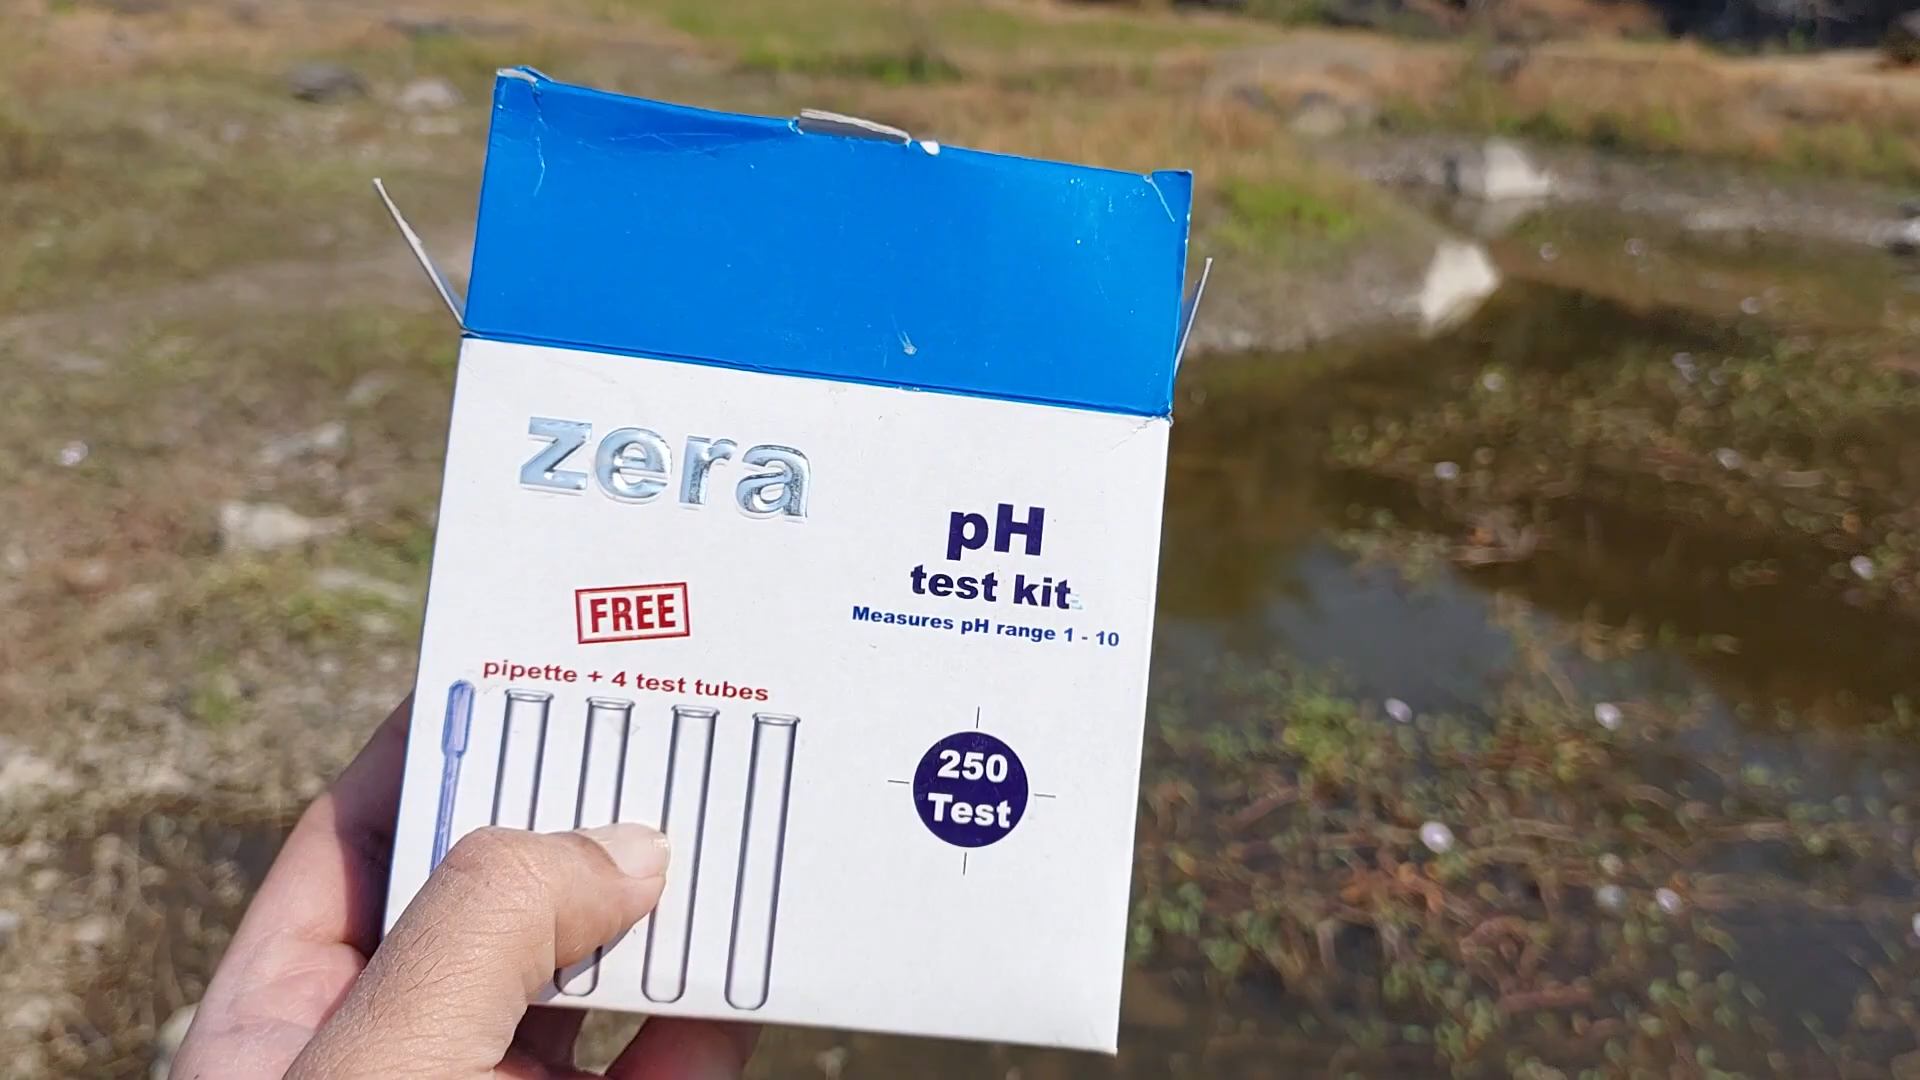 zera
pH
test kit
Measures pH range 1 - 10
FREE
pipette + 4 test tubes
250
Test